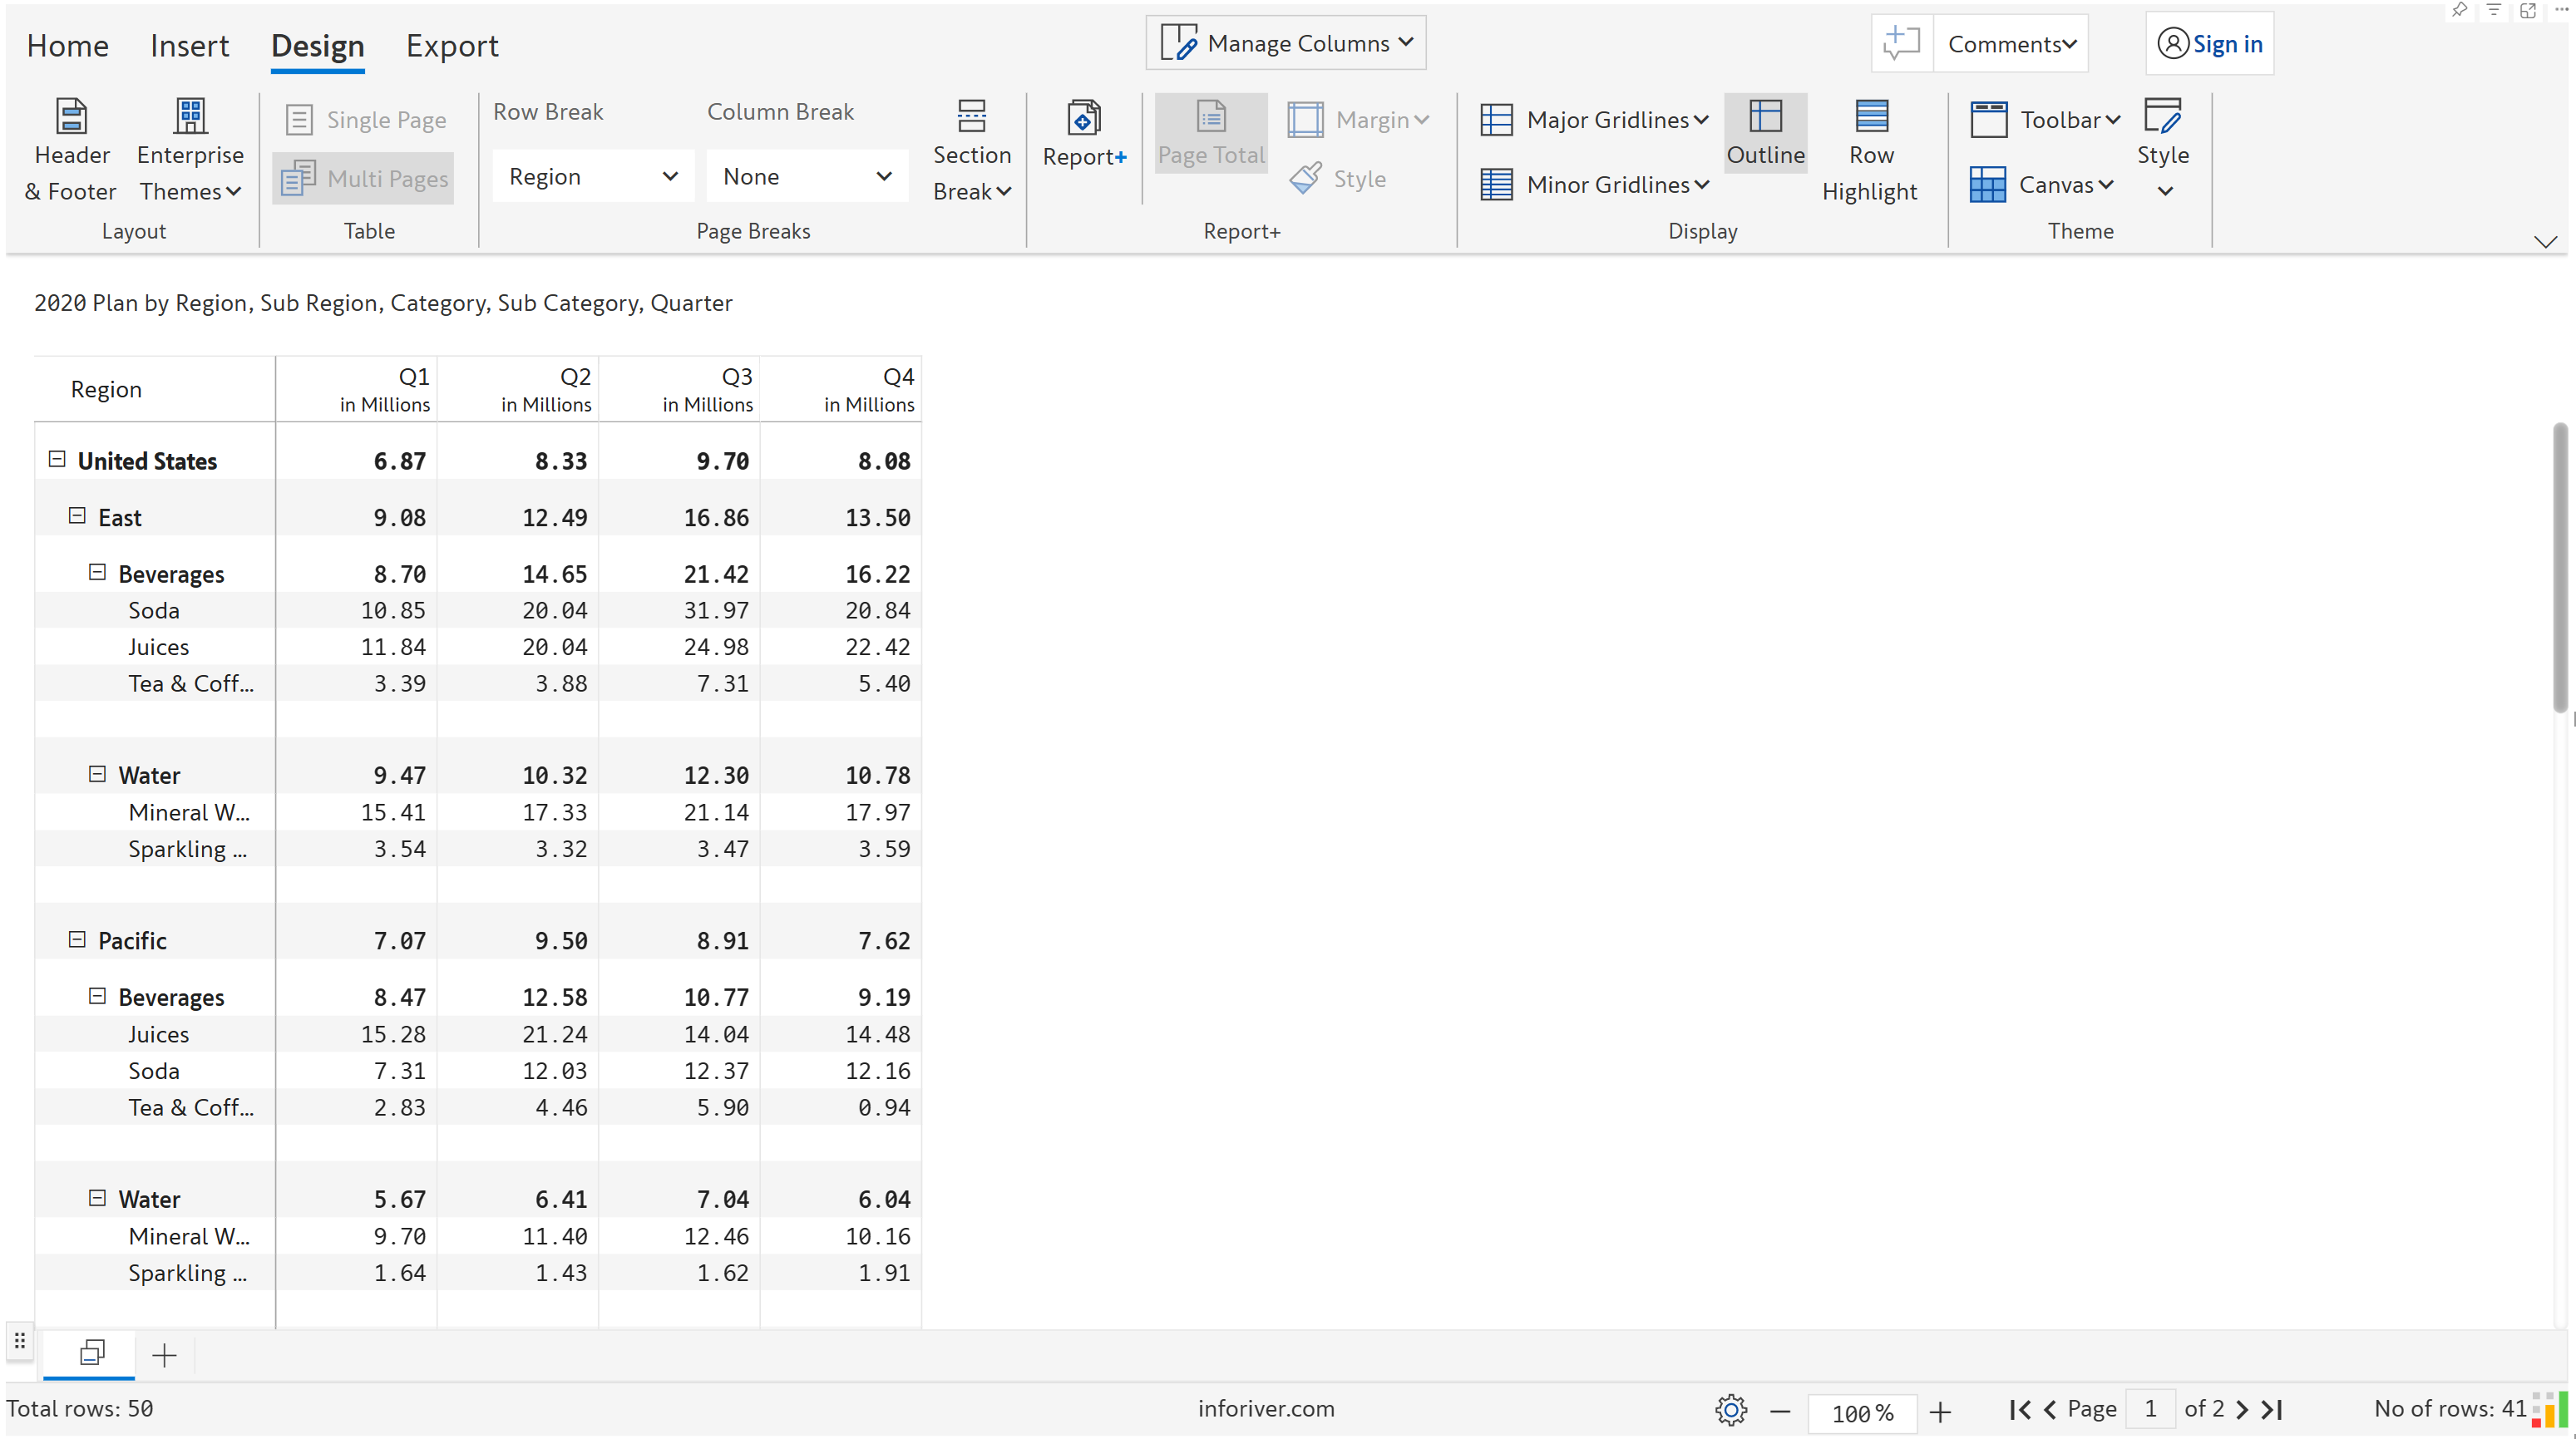 Home Insert Design Export Manage Columns Comments Sign in
Header & Footer Enterprise Themes Layout
Single Page
Multi Pages
Table
Row Break Column Break
Region None
Section Break
Page Breaks
Report+
Page Total Margin
Style
Report+
Major Gridlines
Minor Gridlines
Outline Row Highlight
Display
Toolbar
Canvas
Style
Theme
2020 Plan by Region, Sub Region, Category, Sub Category, Quarter
Region Q1 in Millions Q2 in Millions Q3 in Millions Q4 in Millions
United States 6.87 8.33 9.70 8.08
East 9.08 12.49 16.86 13.50
Beverages 8.70 14.65 21.42 16.22
Soda 10.85 20.04 31.97 20.84
Juices 11.84 20.04 24.98 22.42
Tea & Coff... 3.39 3.88 7.31 5.40
Water 9.47 10.32 12.30 10.78
Mineral W... 15.41 17.33 21.14 17.97
Sparkling ... 3.54 3.32 3.47 3.59
Pacific 7.07 9.50 8.91 7.62
Beverages 8.47 12.58 10.77 9.19
Juices 15.28 21.24 14.04 14.48
Soda 7.31 12.03 12.37 12.16
Tea & Coff... 2.83 4.46 5.90 0.94
Water 5.67 6.41 7.04 6.04
Mineral W... 9.70 11.40 12.46 10.16
Sparkling ... 1.64 1.43 1.62 1.91
Total rows: 50 inforiver.com 100 % Page 1 of 2 No of rows: 41